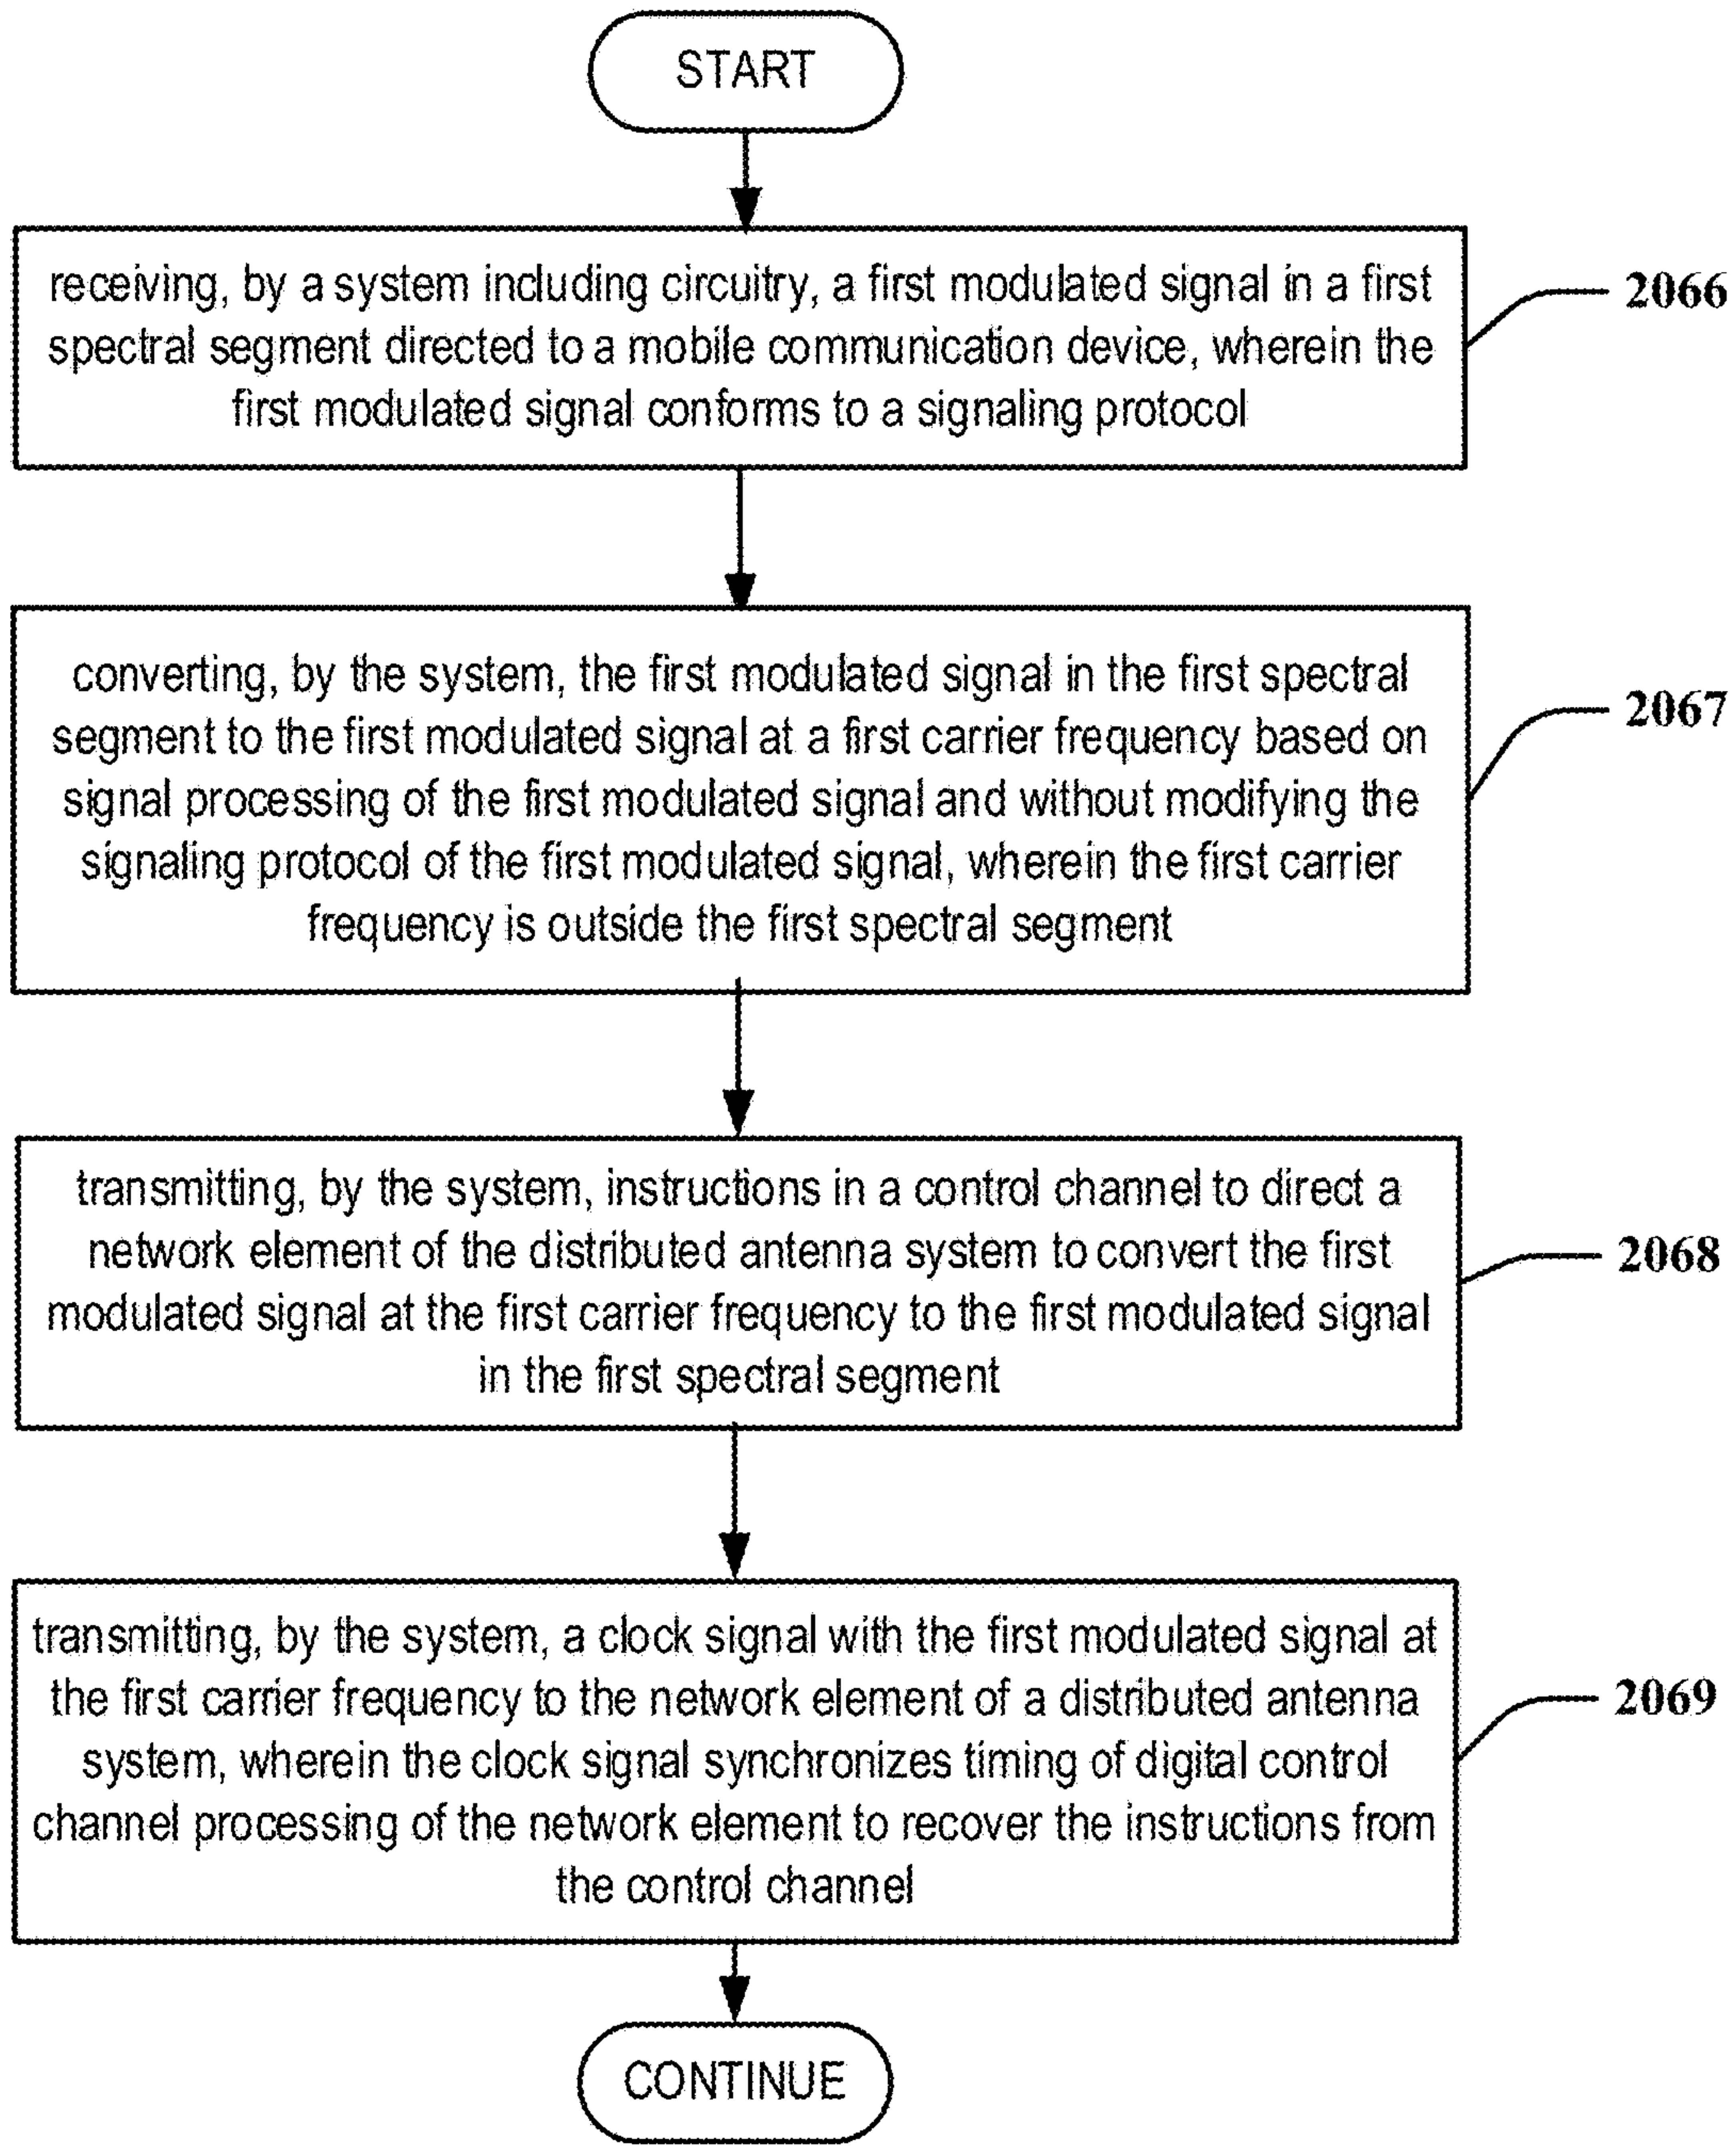 START
receiving, by a system including circuitry, a first modulated signal in a first
spectral segment directed to a mobile communication device, wherein the
first modulated signal conforms to a signaling protocol
2066
converting, by the system, the first modulated signal in the first spectral
segment to the first modulated signal at a first carrier frequency based on
signal processing of the first modulated signal and without modifying the
signaling protocol of the first modulated signal, wherein the first carrier
frequency is outside the first spectral segment
2067
transmitting, by the system, instructions in a control channel to direct a
network element of the distributed antenna system to convert the first
modulated signal at the first carrier frequency to the first modulated signal
in the first spectral segment
2068
transmitting, by the system, a clock signal with the first modulated signal at
the first carrier frequency to the network element of a distributed antenna
system, wherein the clock signal synchronizes timing of digital control
channel processing of the network element to recover the instructions from
the control channel
2069
CONTINUE